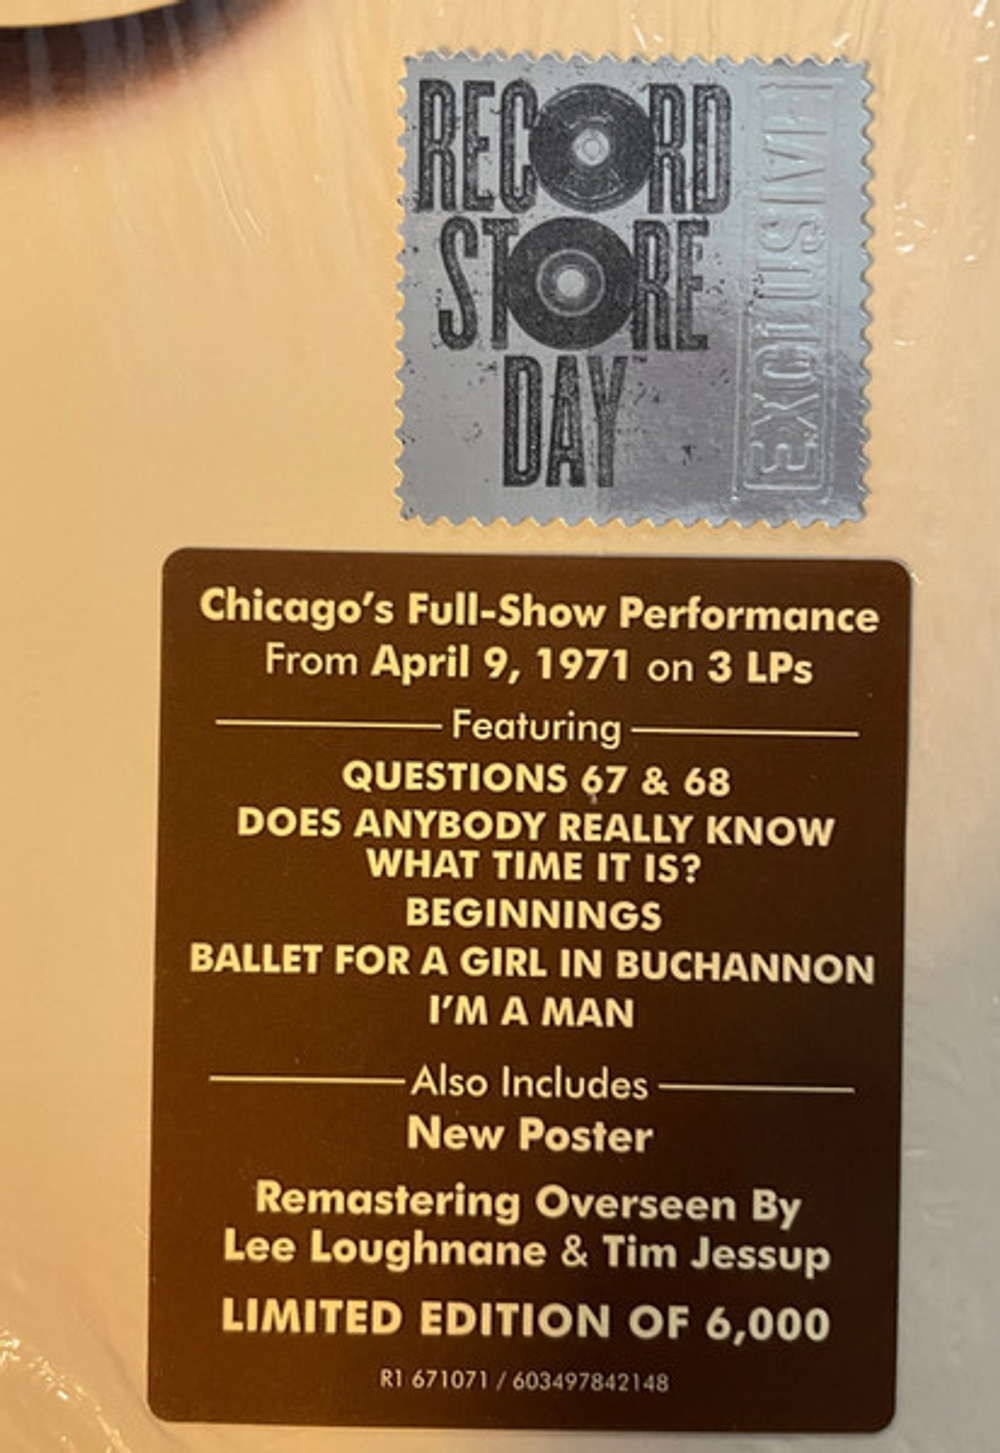 RECORD
STORE
DAY™
EXCLUSIVE
Chicago's Full-Show Performance
From April 9, 1971 on 3 LPs
Featuring
QUESTIONS 67 & 68
DOES ANYBODY REALLY KNOW
WHAT TIME IT IS?
BEGINNINGS
BALLET FOR A GIRL IN BUCHANNON
I'M A MAN
Also Includes
New Poster
Remastering Overseen By
Lee Loughnane & Tim Jessup
LIMITED EDITION OF 6,000
R1 671071 / 603497842148